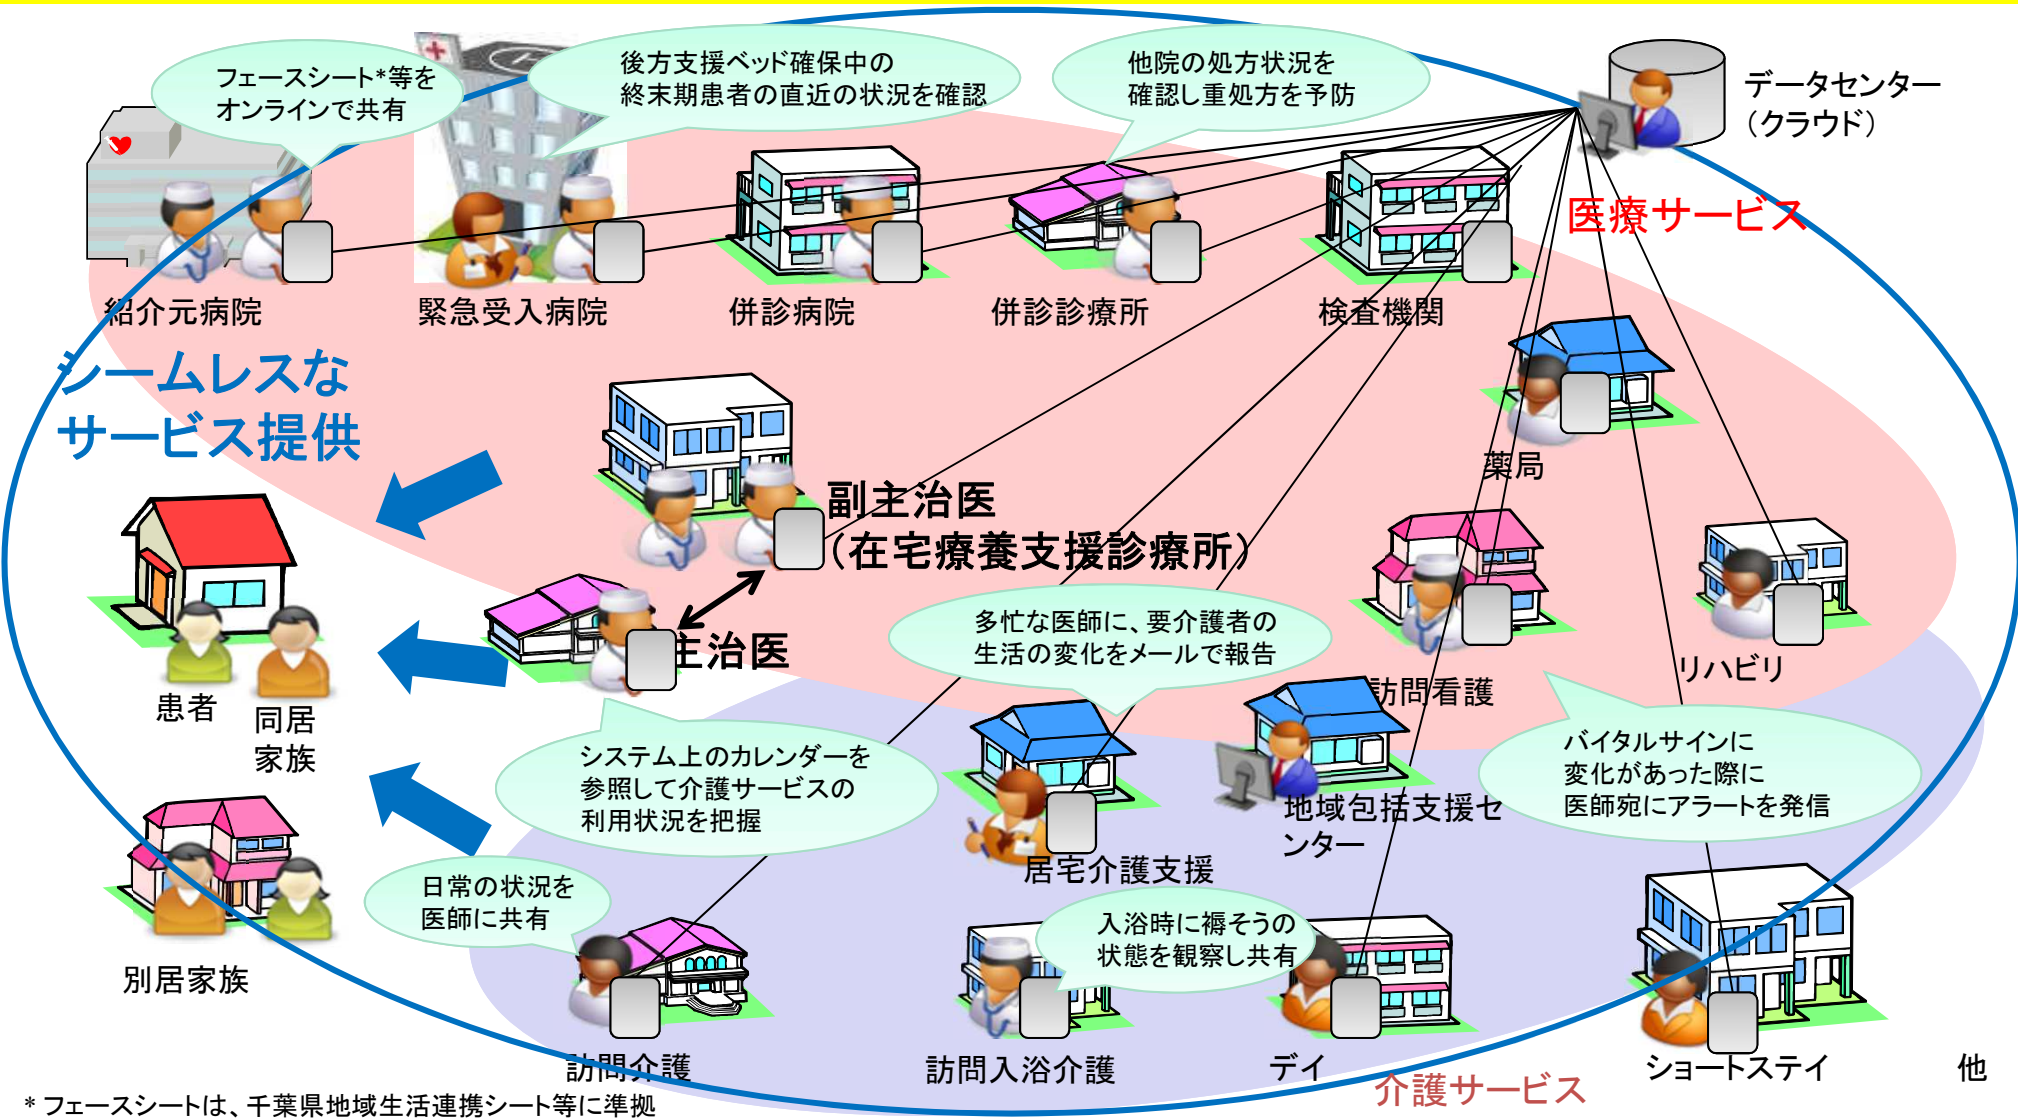 フェースシート*等を
オンラインで共有
後方支援ベッド確保中の
終末期患者の直近の状況を確認
他院の処方状況を
確認し重処方を予防
データセンター
（クラウド）
医療サービス
紹介元病院
緊急受入病院
併診病院
併診診療所
検査機関
シームレスな
サービス提供
薬局
副主治医
（在宅療養支援診療所）
主治医
多忙な医師に、要介護者の
生活の変化をメールで報告
訪問看護
リハビリ
患者
同居
家族
システム上のカレンダーを
参照して介護サービスの
利用状況を把握
バイタルサインに
変化があった際に
医師宛にアラートを発信
地域包括支援セ
ンター
居宅介護支援
日常の状況を
医師に共有
入浴時に褥そうの
状態を観察し共有
別居家族
訪問介護
訪問入浴介護
デイ
ショートステイ
他
介護サービス
* フェースシートは、千葉県地域生活連携シート等に準拠